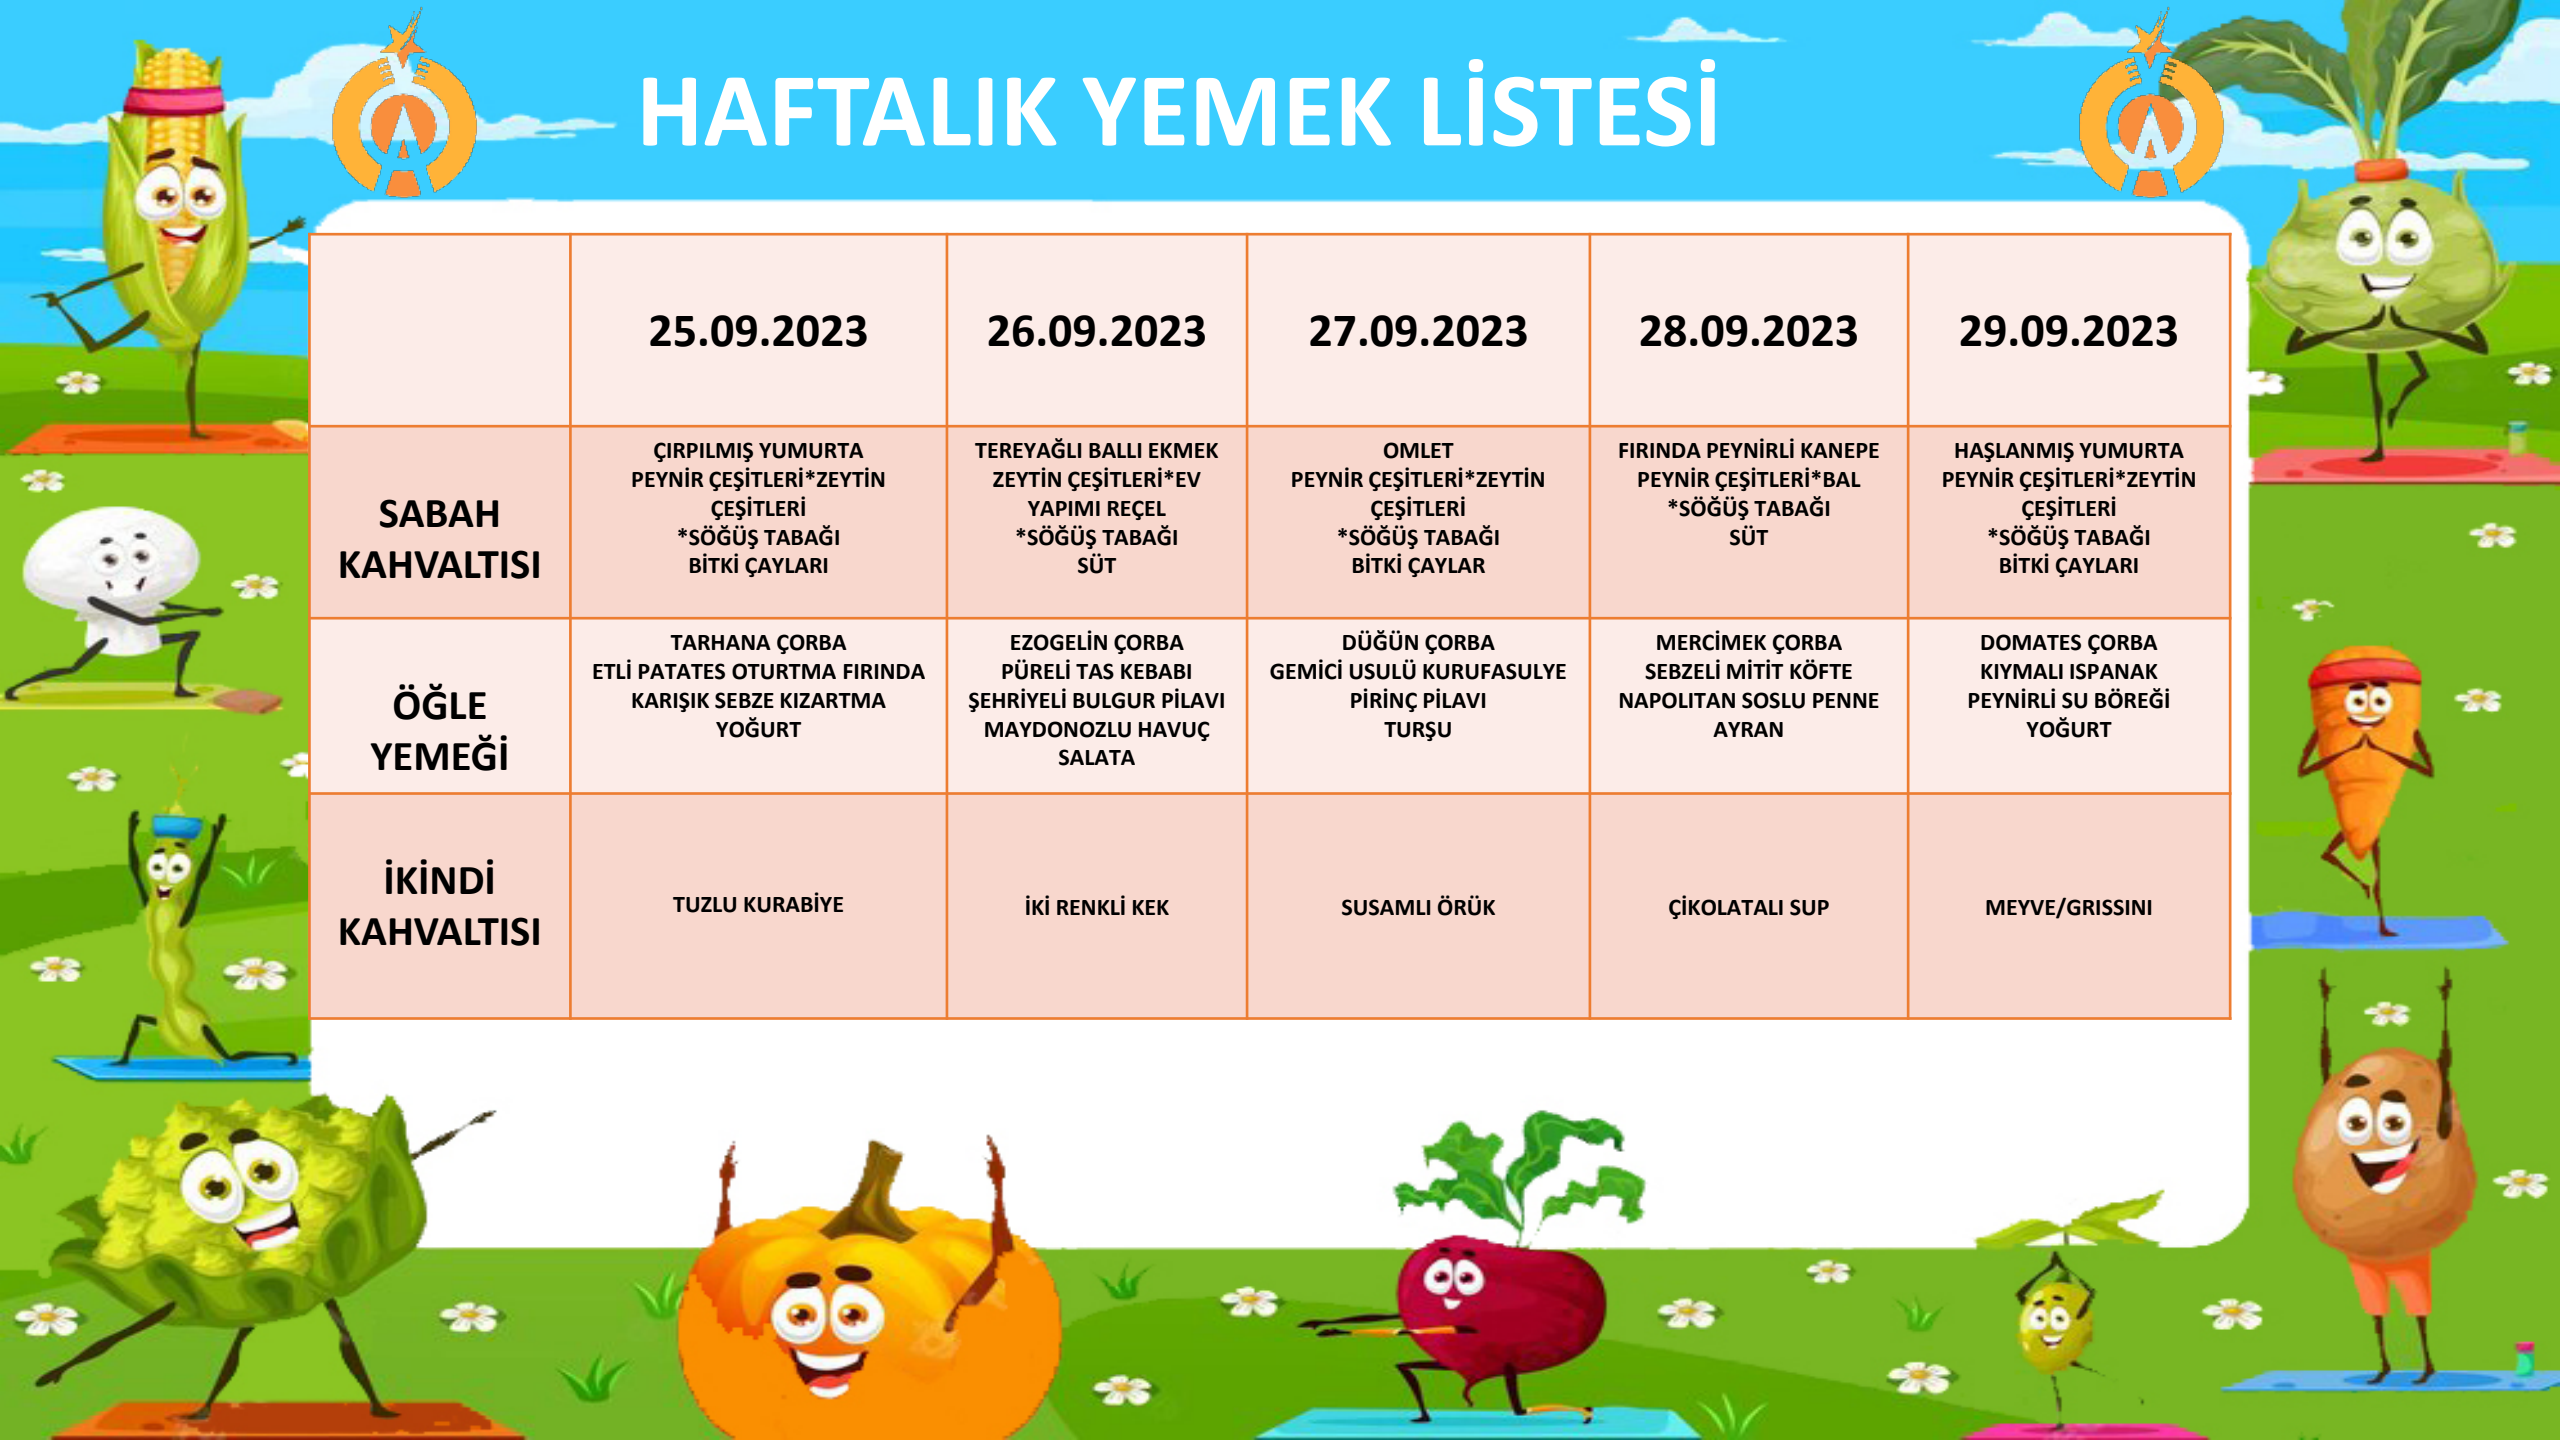 HAFTALIK YEMEK LİSTESİ
25.09.2023
26.09.2023
27.09.2023
28.09.2023
29.09.2023
SABAH
KAHVALTISI
ÇIRPILMIŞ YUMURTA
PEYNİR ÇEŞİTLERİ*ZEYTİN
ÇEŞİTLERİ
*SÖĞÜŞ TABAĞI
BİTKİ ÇAYLARI
TEREYAĞLI BALLI EKMEK
ZEYTİN ÇEŞİTLERİ*EV
YAPIMI REÇEL
*SÖĞÜŞ TABAĞI
SÜT
OMLET
PEYNİR ÇEŞİTLERİ*ZEYTİN
ÇEŞİTLERİ
*SÖĞÜŞ TABAĞI
BİTKİ ÇAYLAR
FIRINDA PEYNİRLİ KANEPE
PEYNİR ÇEŞİTLERİ*BAL
*SÖĞÜŞ TABAĞI
SÜT
HAŞLANMIŞ YUMURTA
PEYNİR ÇEŞİTLERİ*ZEYTİN
ÇEŞİTLERİ
*SÖĞÜŞ TABAĞI
BİTKİ ÇAYLARI
ÖĞLE
YEMEĞİ
TARHANA ÇORBA
ETLİ PATATES OTURTMA FIRINDA
KARIŞIK SEBZE KIZARTMA
YOĞURT
EZOGELİN ÇORBA
PÜRELİ TAS KEBABI
ŞEHRİYELİ BULGUR PİLAVI
MAYDONOZLU HAVUÇ
SALATA
DÜĞÜN ÇORBA
GEMİCİ USULÜ KURUFASULYE
PİRİNÇ PİLAVI
TURŞU
MERCİMEK ÇORBA
SEBZELİ MİTİT KÖFTE
NAPOLITAN SOSLU PENNE
AYRAN
DOMATES ÇORBA
KIYMALI ISPANAK
PEYNİRLİ SU BÖREĞİ
YOĞURT
İKİNDİ
KAHVALTISI
TUZLU KURABİYE
İKİ RENKLİ KEK
SUSAMLI ÖRÜK
ÇİKOLATALI SUP
MEYVE/GRISSINI